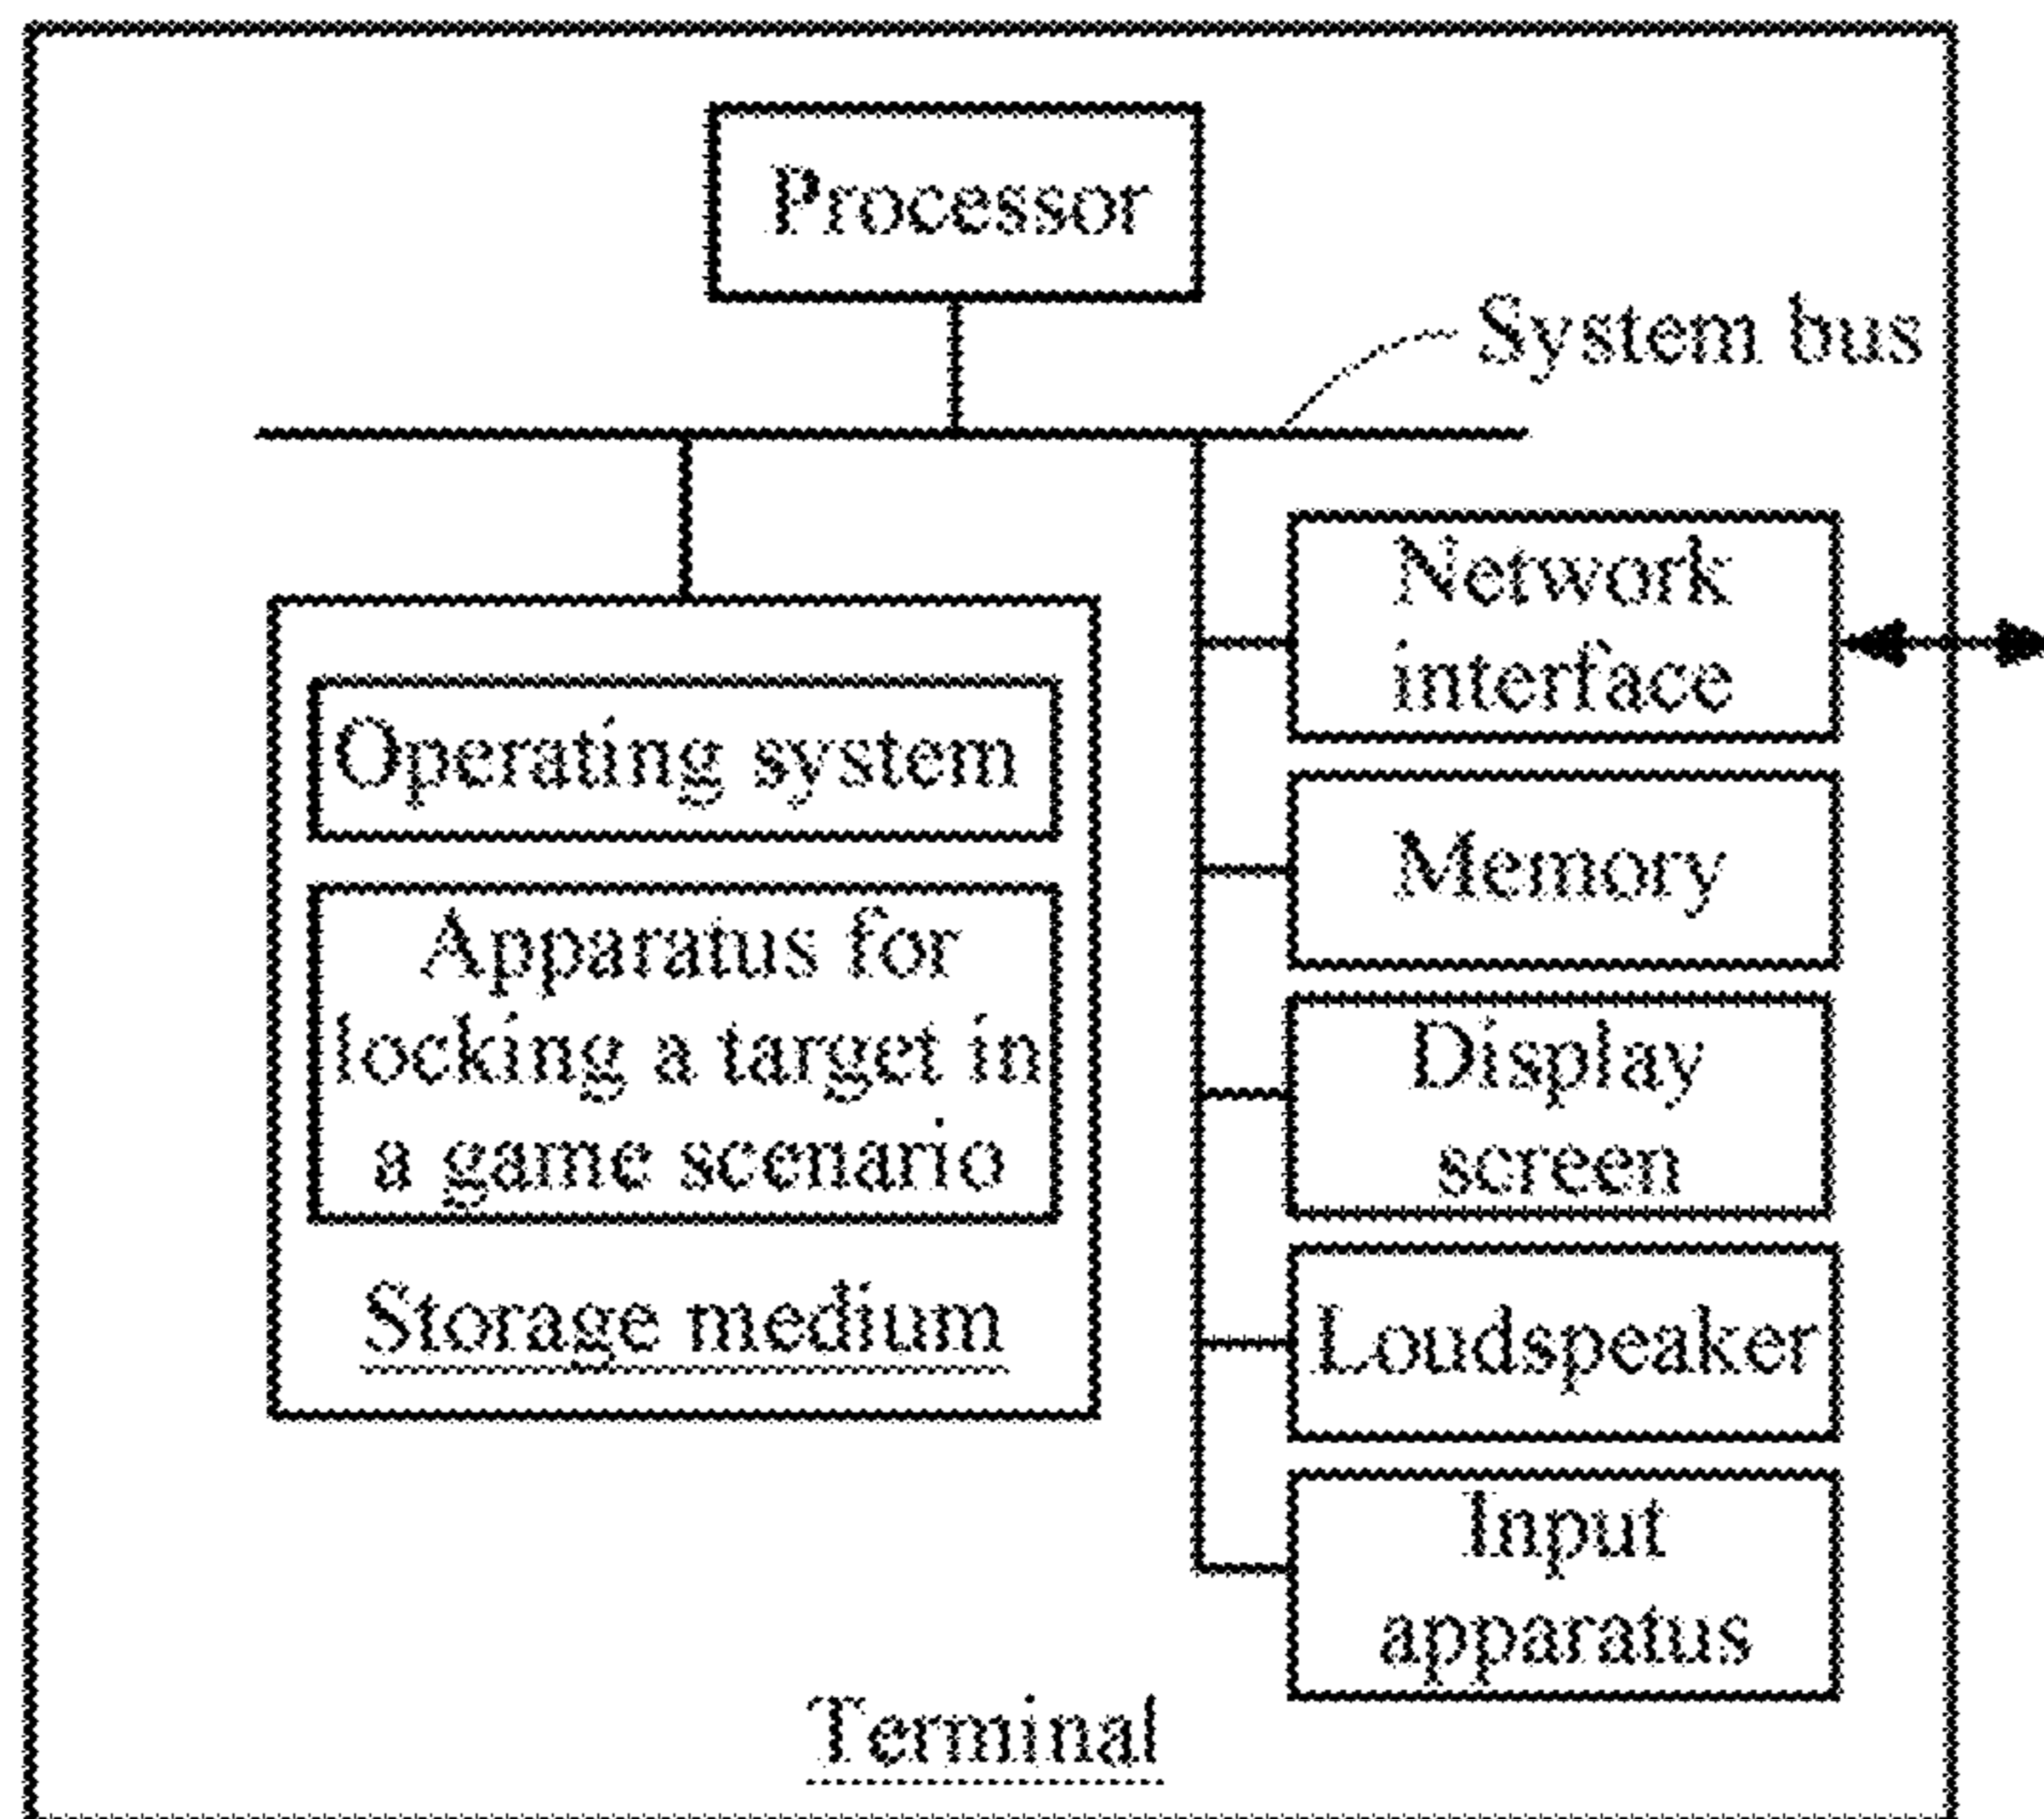 Processor
System bus
Operating system
Apparatus for
locking a target in
a game scenario
Storage medium
Network
interface
Memory
Display
screen
Loudspeaker
Input
apparatus
Terminal